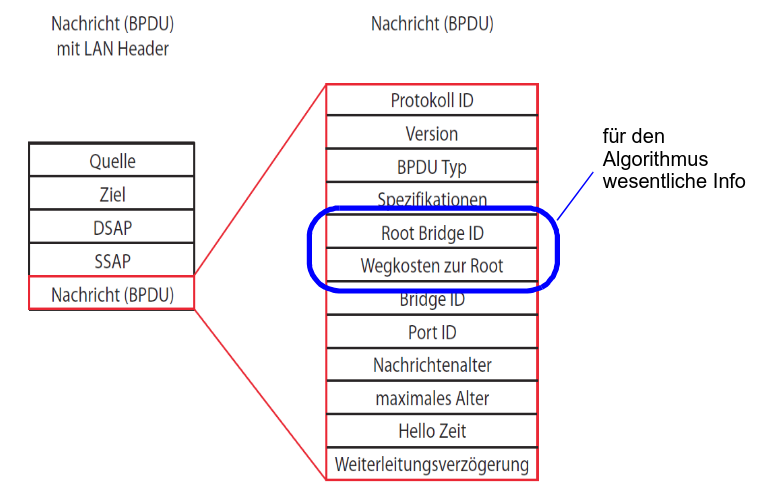 Nachricht (BPDU)
mit LAN Header
Quelle
Ziel
DSAP
SSAP
Nachricht (BPDU)
Nachricht (BPDU)
Protokoll ID
Version
BPDU Typ
Spezifikationen
Root Bridge ID
Wegkosten zur Root
Bridge ID
Port ID
Nachrichtenalter
maximales Alter
Hello Zeit
Weiterleitungsverzögerung
für den
Algorithmus
wesentliche Info